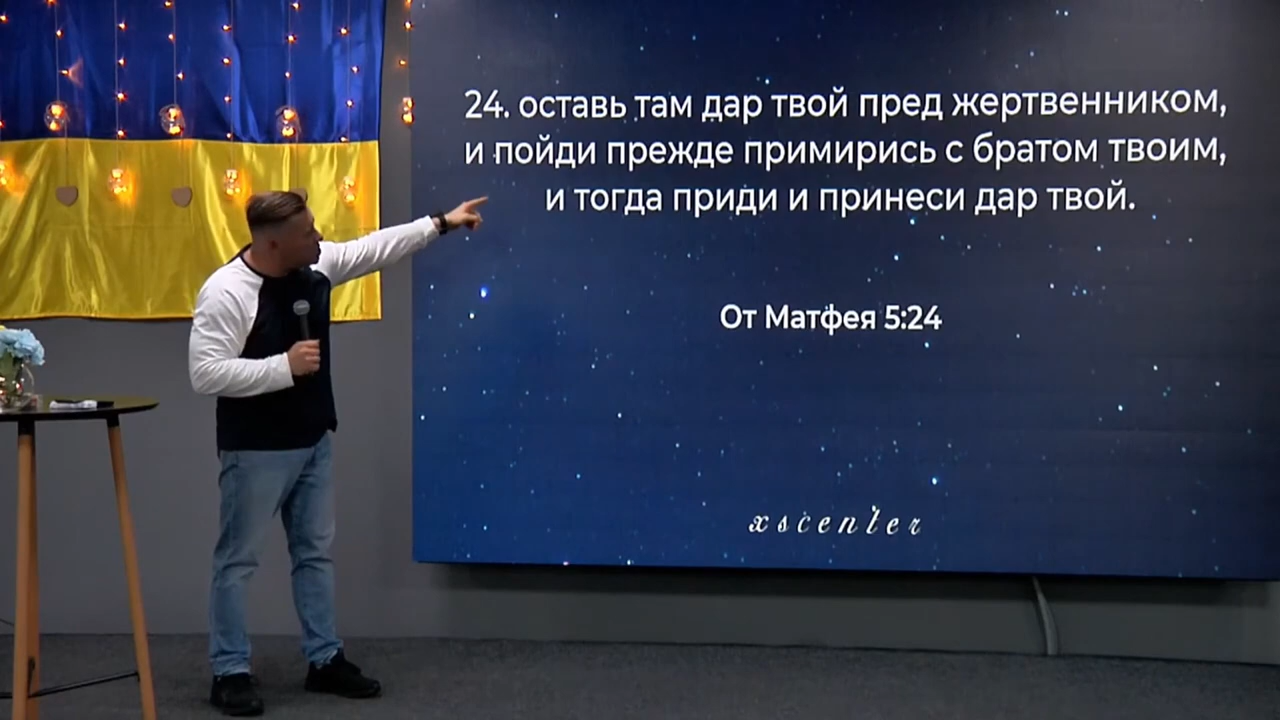 24. оставь там дар твой пред жертвенником,
и пойди прежде примирись с братом твоим,
и тогда приди и принеси дар твой.
От Матфея 5:24
xscenter